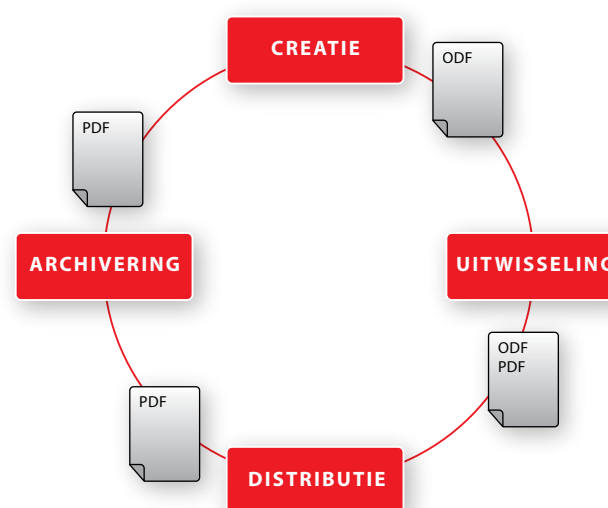 CREATIE
ODF
PDF
ARCHIVERING
UITWISSELING
ODF
PDF
PDF
DISTRIBUTIE